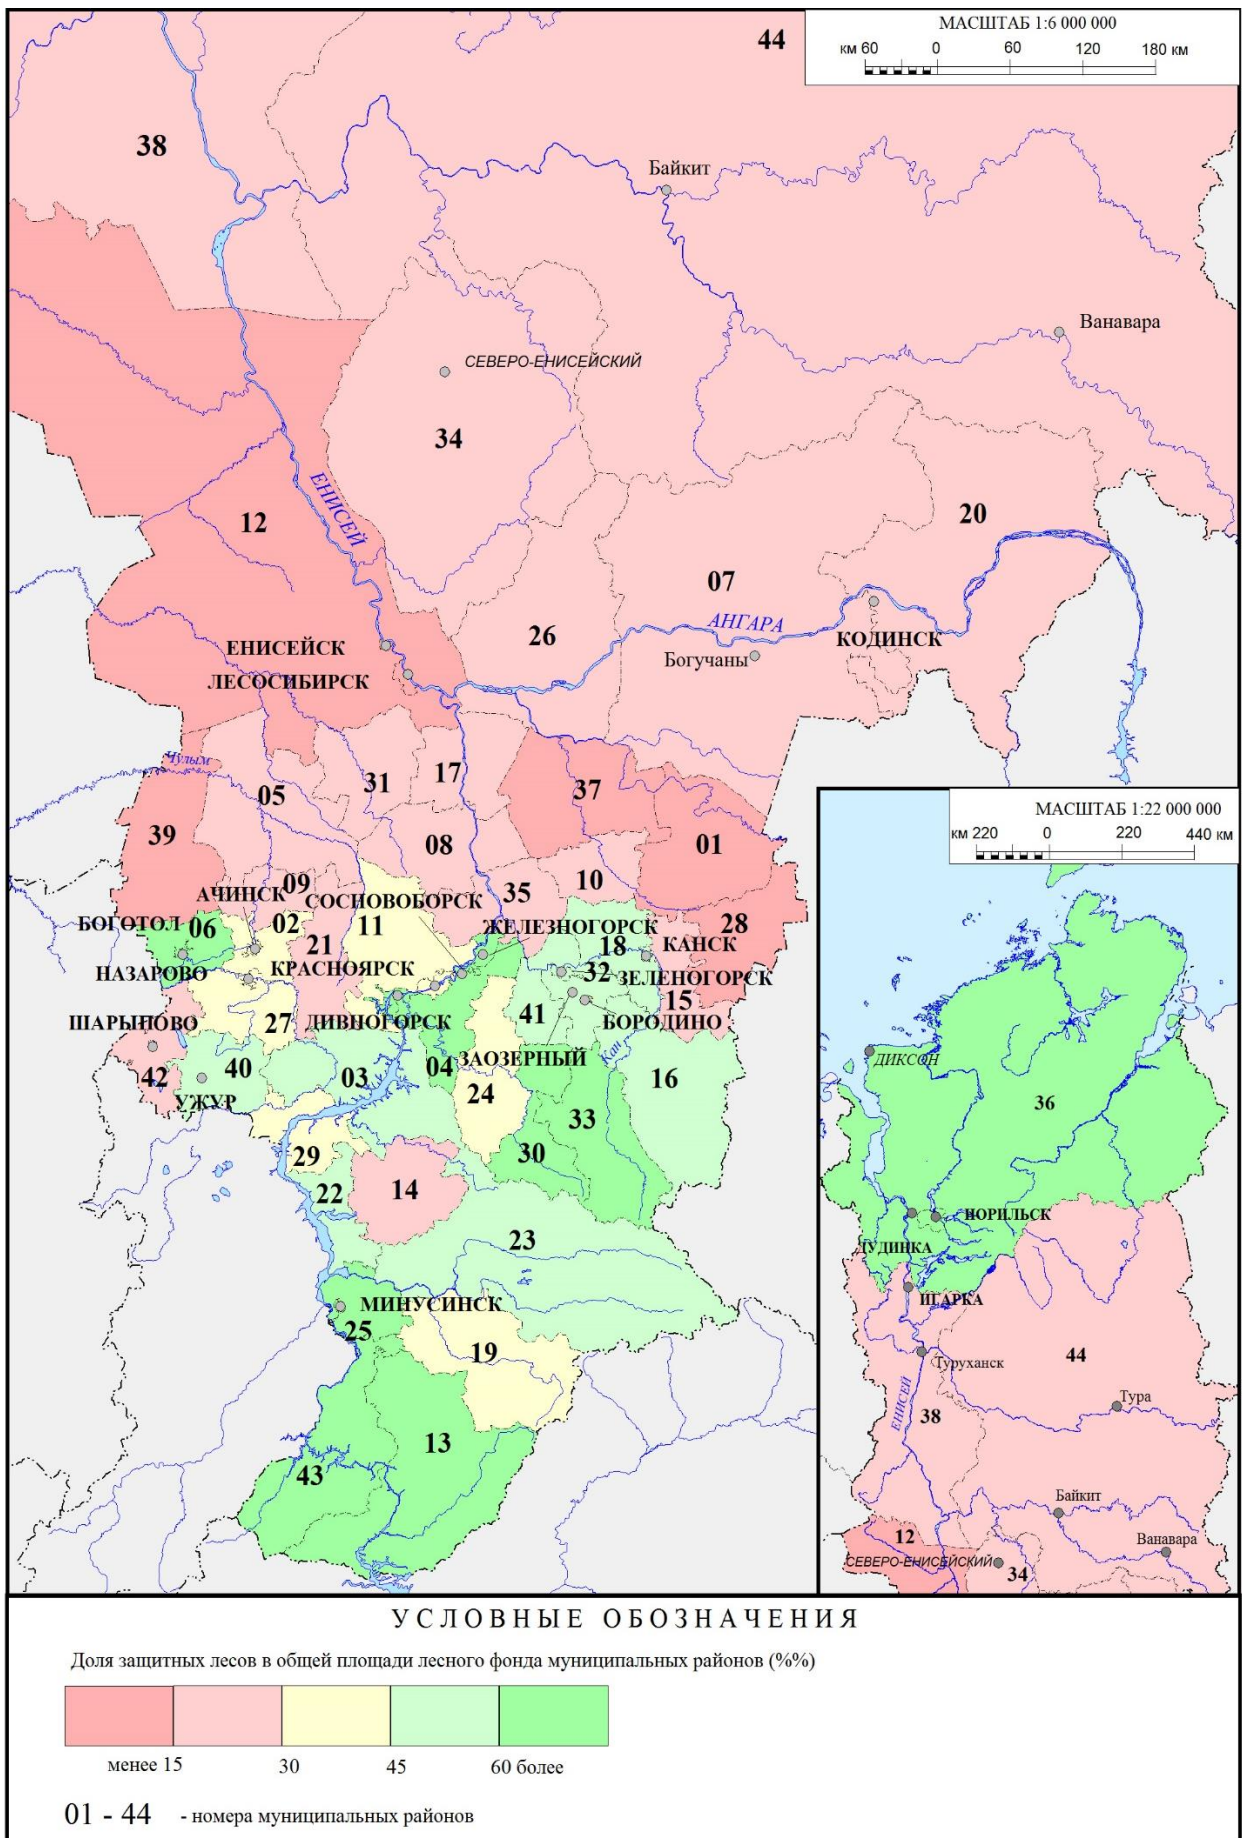 МАСШТАБ 1:6 000 000
км 60 0 60 120 180 км
44
38
Байкит
Ванавара
СЕВЕРО-ЕНИСЕЙСКИЙ
34
12
ЕНИСЕЙ
20
07
26
АНГАРА
КОДИНСК
Богучаны
ЕНИСЕЙСК
ЛЕСОСИБИРСК
Чулым
17
31
05
37
39
08
01
МАСШТАБ 1:22 000 000
км 220 0 220 440 км
09
10
35
АЧИНСК
СОСНОВОБОРСК
БОГОТОЛ
06
02
11
ЖЕЛЕЗНОГОРСК
28
21
18
КАНСК
НАЗАРОВО
КРАСНОЯРСК
32
ЗЕЛЕНОГОРСК
15
ШАРЫПОВО
27
ДИВНОГОРСК
41
БОРОДИНО
ЗАОЗЕРНЫЙ
Кан
42
40
03
04
16
УЖУР
24
33
29
30
22
14
23
МИНУСИНСК
25
19
13
43
ДИКСОН
36
НОРИЛЬСК
ДУДИНКА
ИГАРКА
Туруханск
44
Тура
ЕНИСЕЙ
38
Байкит
12
Ванавара
СЕВЕРО-ЕНИСЕЙСКИЙ
34
УСЛОВНЫЕ ОБОЗНАЧЕНИЯ
Доля защитных лесов в общей площади лесного фонда муниципальных районов (%%)
менее 15 30 45 60 более
01 - 44 - номера муниципальных районов